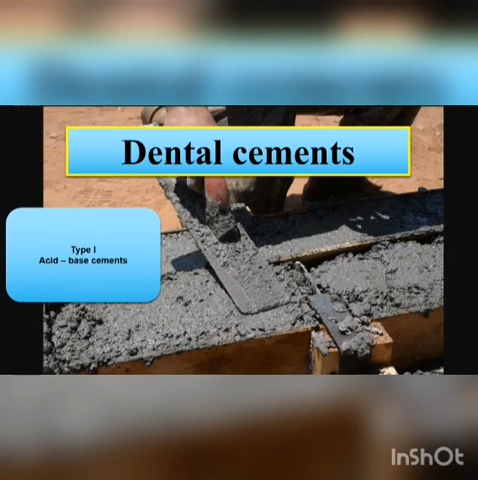 Dental cements
Type I
Acid – base cements
InShOt